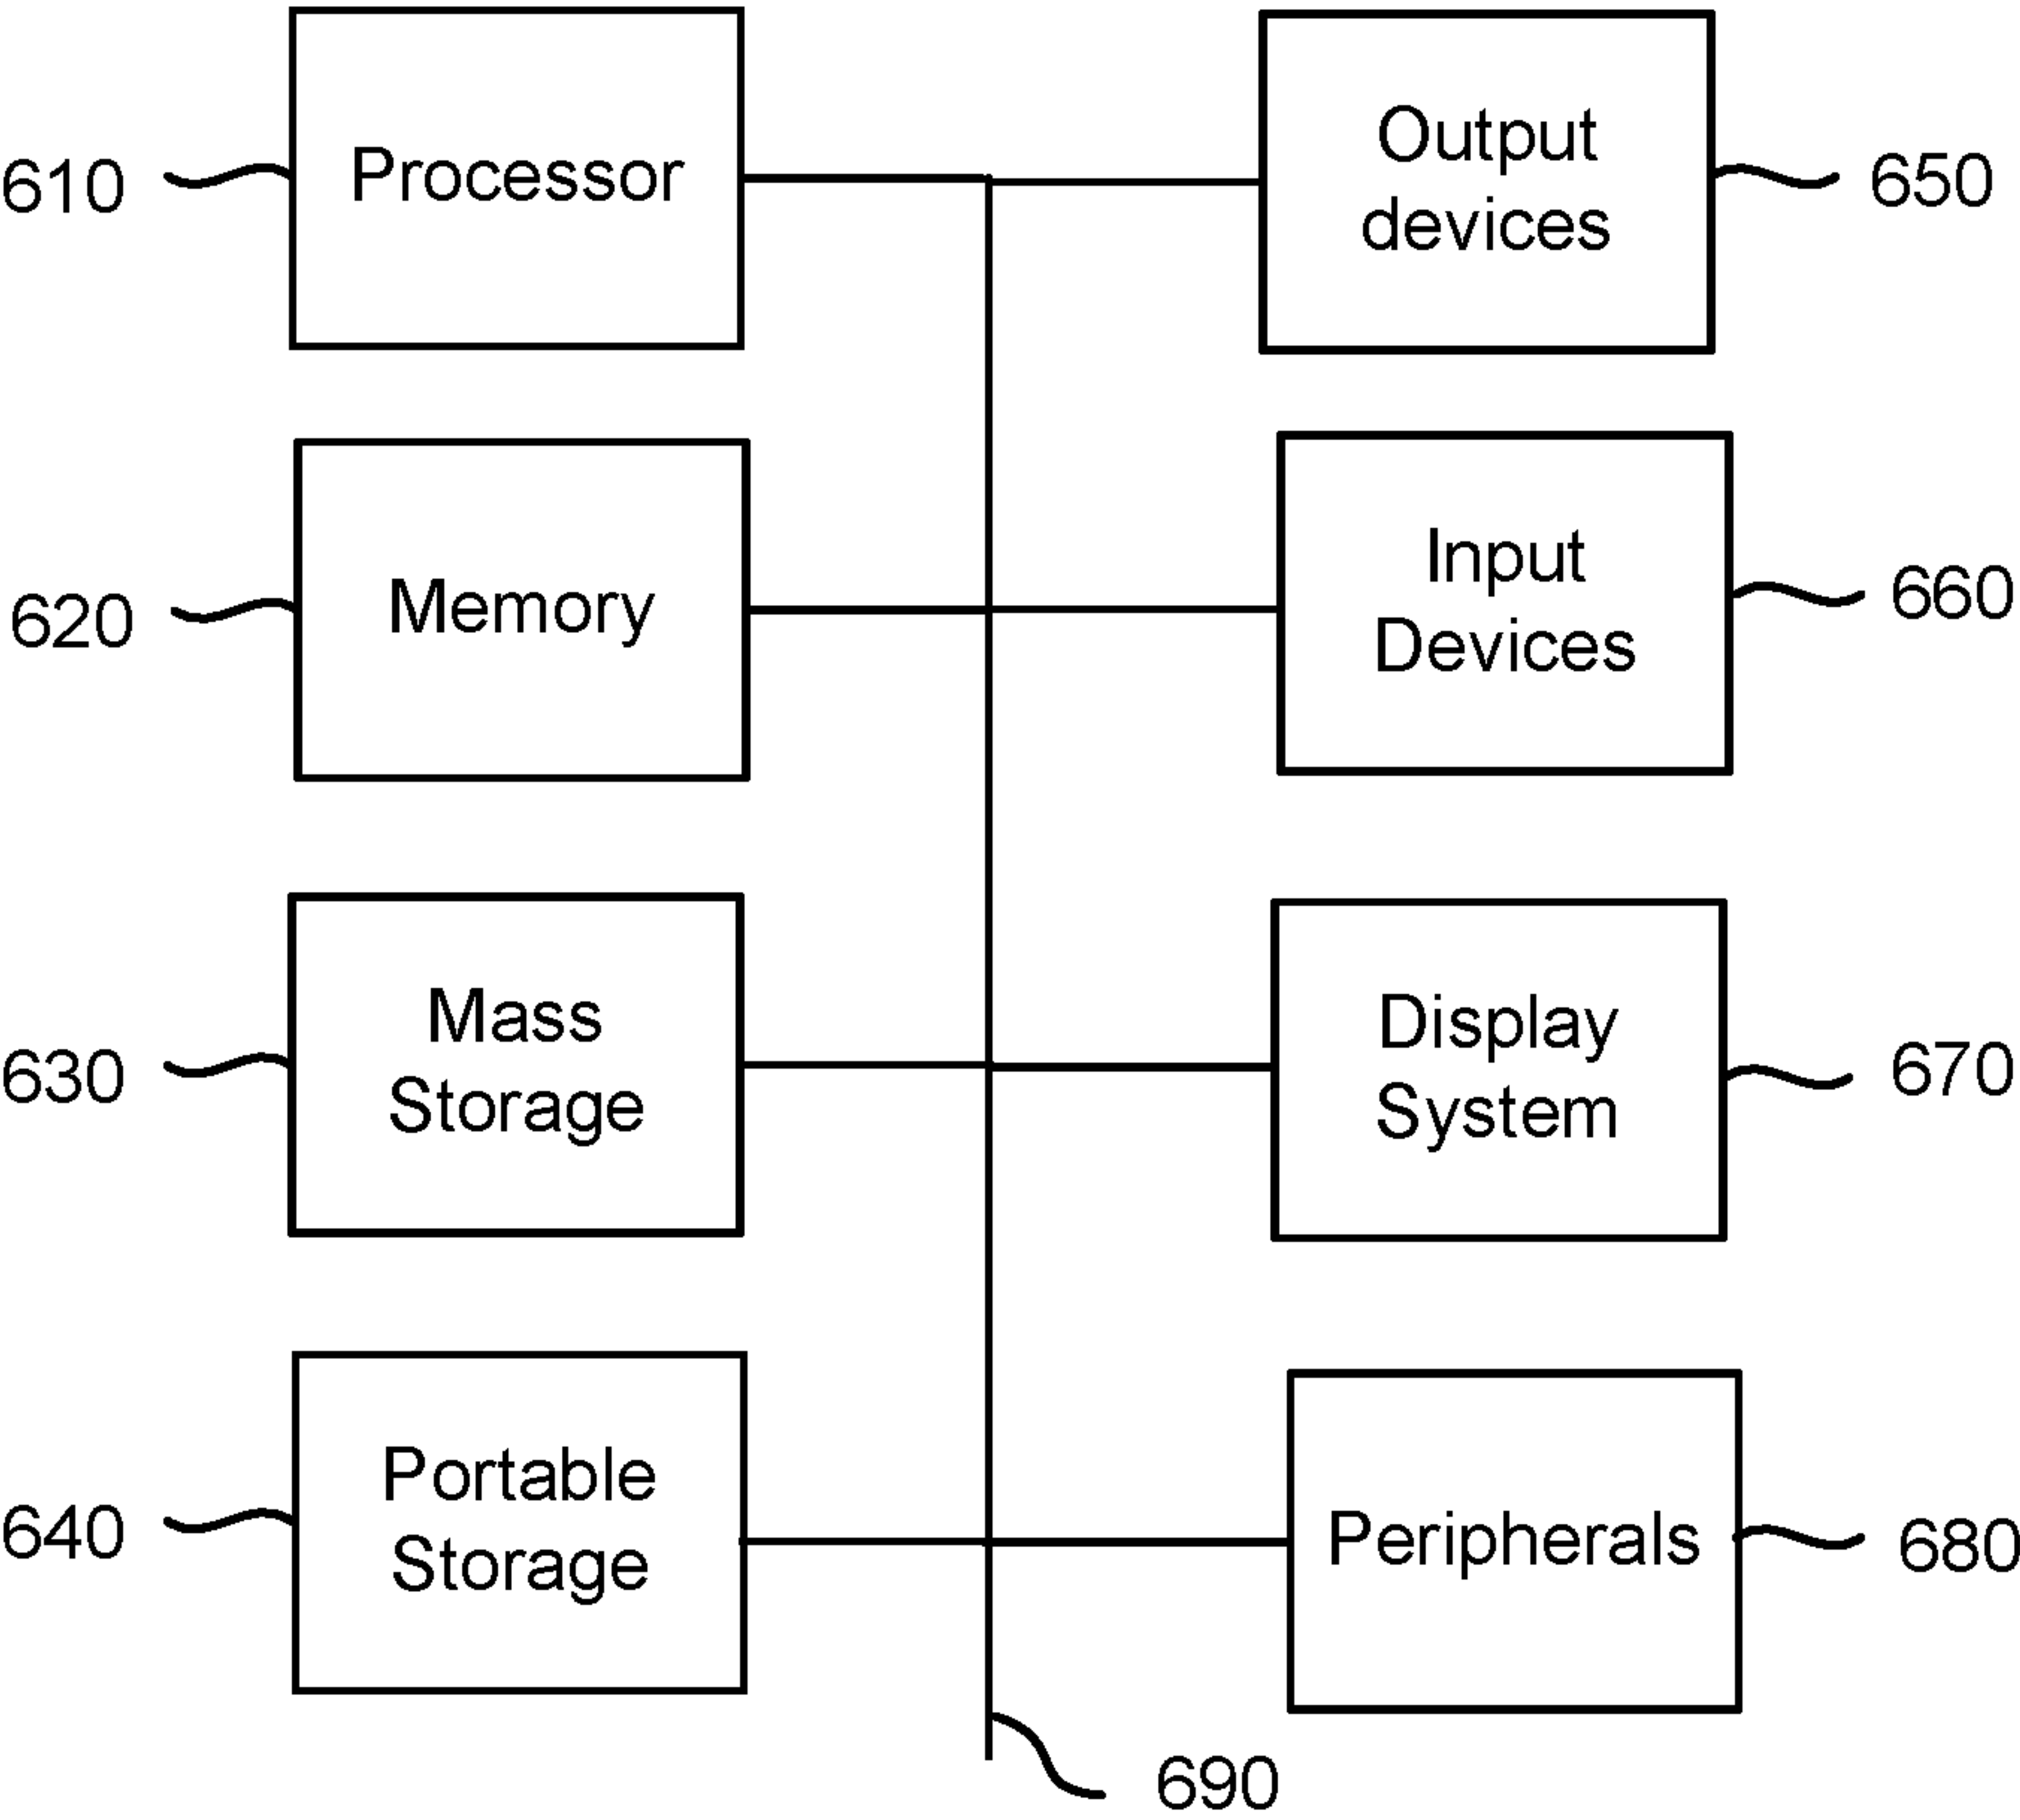 610
Processor
Output
devices
650
620
Memory
Input
Devices
660
630
Mass
Storage
Display
System
670
640
Portable
Storage
Peripherals
680
690